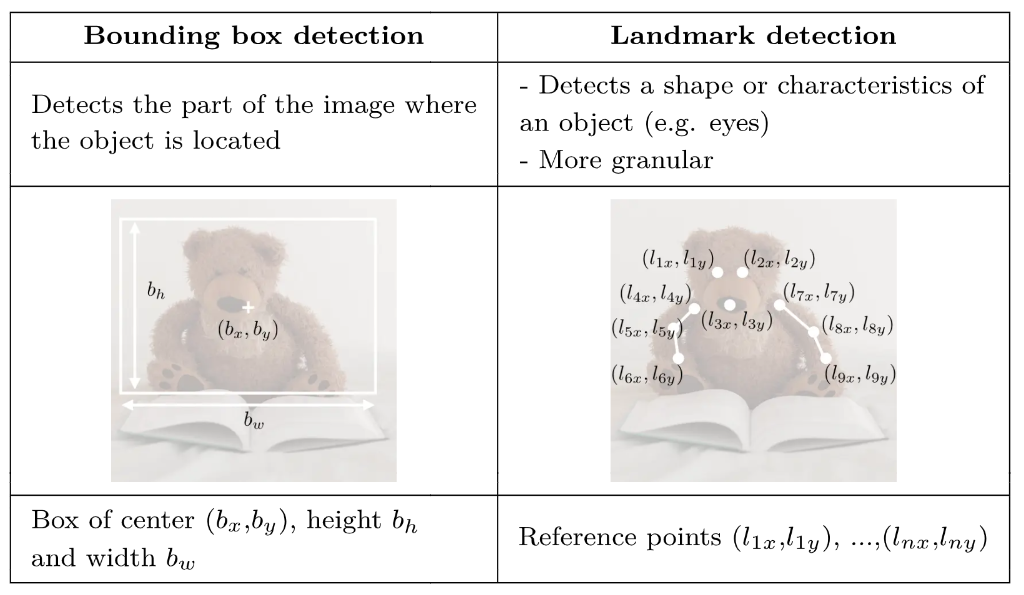 Bounding box detection
Landmark detection
Detects the part of the image where
the object is located
- Detects a shape or characteristics of
an object (e.g. eyes)
- More granular
b_h
(b_x, b_y)
b_w
(l_{1x}, l_{1y})
(l_{2x}, l_{2y})
(l_{4x}, l_{4y})
(l_{7x}, l_{7y})
(l_{5x}, l_{5y})
(l_{3x}, l_{3y})
(l_{8x}, l_{8y})
(l_{6x}, l_{6y})
(l_{9x}, l_{9y})
Box of center (b_x,b_y), height b_h
and width b_w
Reference points (l_{1x},l_{1y}), ...,(l_{nx},l_{ny})